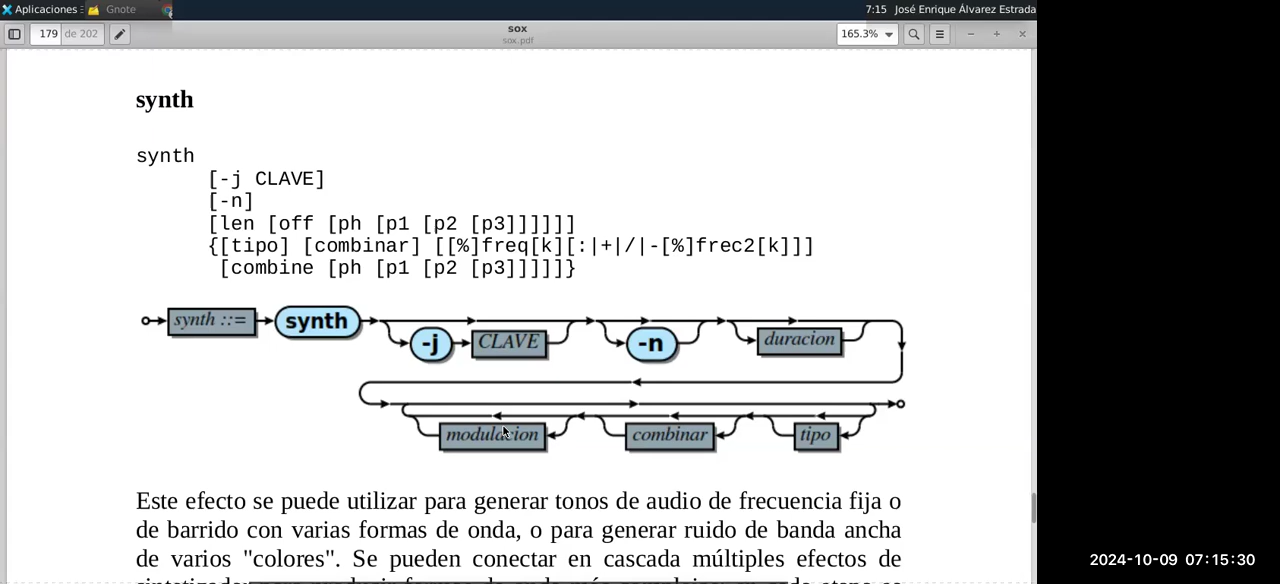 Aplicaciones Gnote 7:15 José Enrique Álvarez Estrada
179 de 202 sox 165.3%
sox.pdf
synth
synth
[-j CLAVE]
[-n]
[len [off [ph [p1 [p2 [p3]]]]]]
{[tipo] [combinar] [[%]freq[k][:|+|/|-[%]frec2[k]]]
[combine [ph [p1 [p2 [p3]]]]]}
synth ::= synth -j CLAVE -n duracion
modulacion combinar tipo
Este efecto se puede utilizar para generar tonos de audio de frecuencia fija o
de barrido con varias formas de onda, o para generar ruido de banda ancha
de varios "colores". Se pueden conectar en cascada múltiples efectos de
2024-10-09 07:15:30